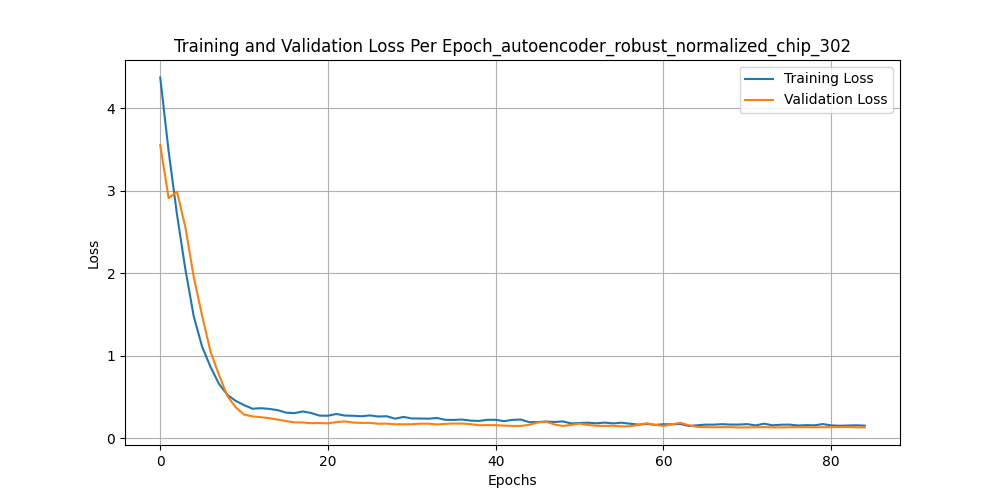 Training and Validation Loss Per Epoch_autoencoder_robust_normalized_chip_302
Training Loss
Validation Loss
Loss
4
3
2
1
0
0 20 40 60 80
Epochs